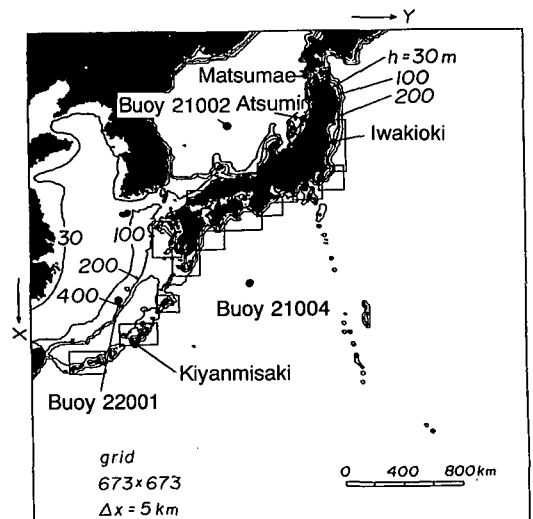 Y
h = 30 m
Matsumae
100
Buoy 21002 Atsumi
200
Iwakioki
30
100
200
400
X
Buoy 21004
Kiyanmisaki
Buoy 22001
grid
673×673
Δx = 5 km
0 400 800km